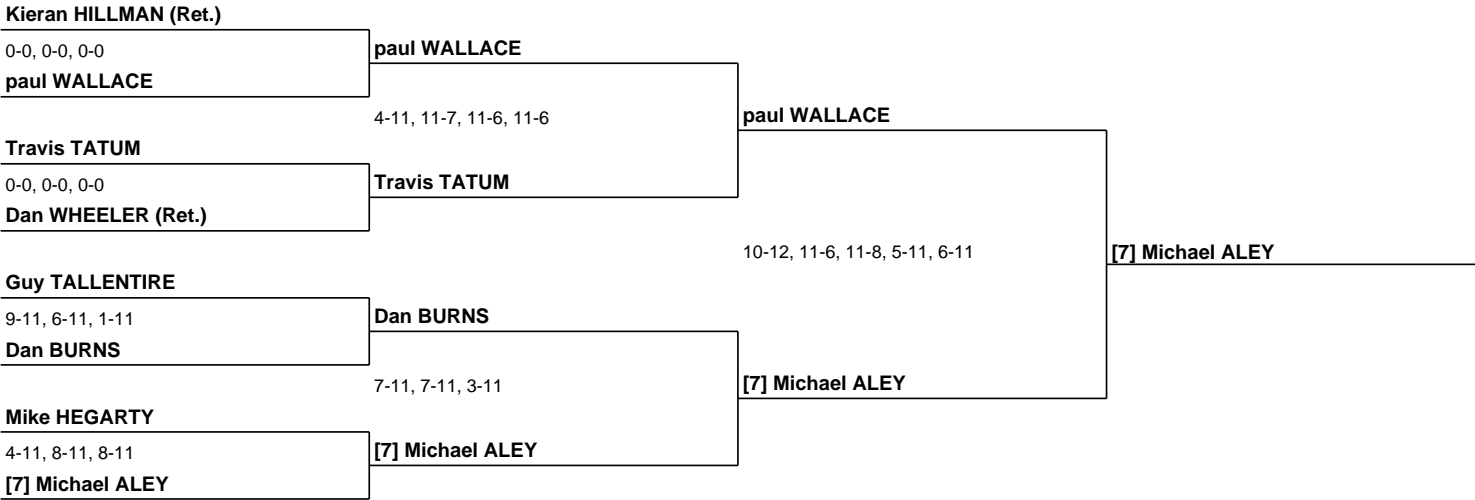 Kieran HILLMAN (Ret.)
0-0, 0-0, 0-0
paul WALLACE
paul WALLACE
4-11, 11-7, 11-6, 11-6
paul WALLACE
Travis TATUM
0-0, 0-0, 0-0
Travis TATUM
Dan WHEELER (Ret.)
10-12, 11-6, 11-8, 5-11, 6-11
[7] Michael ALEY
Guy TALLENTIRE
9-11, 6-11, 1-11
Dan BURNS
Dan BURNS
7-11, 7-11, 3-11
[7] Michael ALEY
Mike HEGARTY
4-11, 8-11, 8-11
[7] Michael ALEY
[7] Michael ALEY